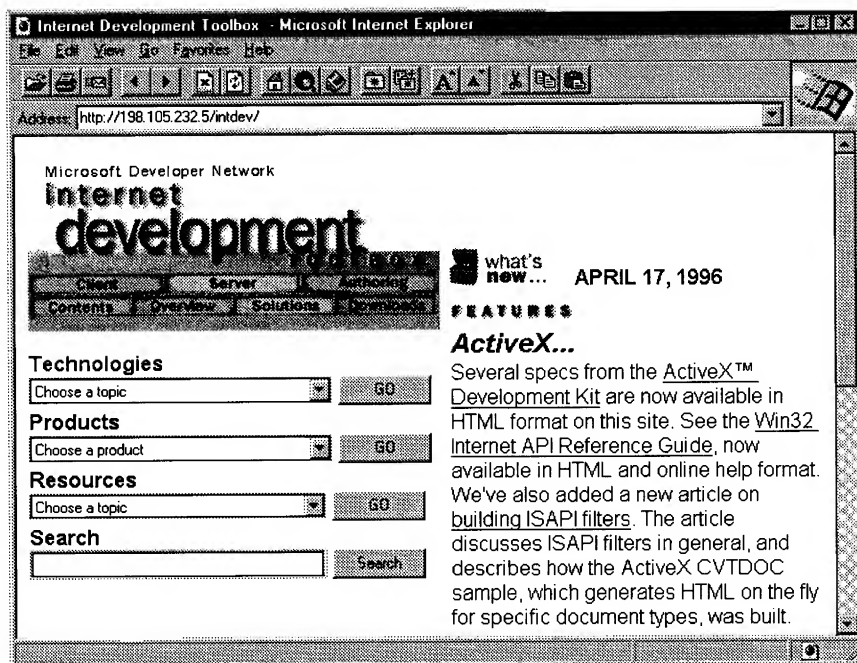 Internet Development Toolbox - Microsoft Internet Explorer
File Edit View Go Favorites Help
Address: http://198.105.232.5/intdev/
Microsoft Developer Network
internet
development
toolbox
Client Server Authoring
Contents Overview Solutions Downloads
Technologies
Choose a topic GO
Products
Choose a product GO
Resources
Choose a topic GO
Search
Search
what's
new... APRIL 17, 1996
FEATURES
ActiveX...
Several specs from the ActiveX™
Development Kit are now available in
HTML format on this site. See the Win32
Internet API Reference Guide, now
available in HTML and online help format.
We've also added a new article on
building ISAPI filters. The article
discusses ISAPI filters in general, and
describes how the ActiveX CVTDOC
sample, which generates HTML on the fly
for specific document types, was built.